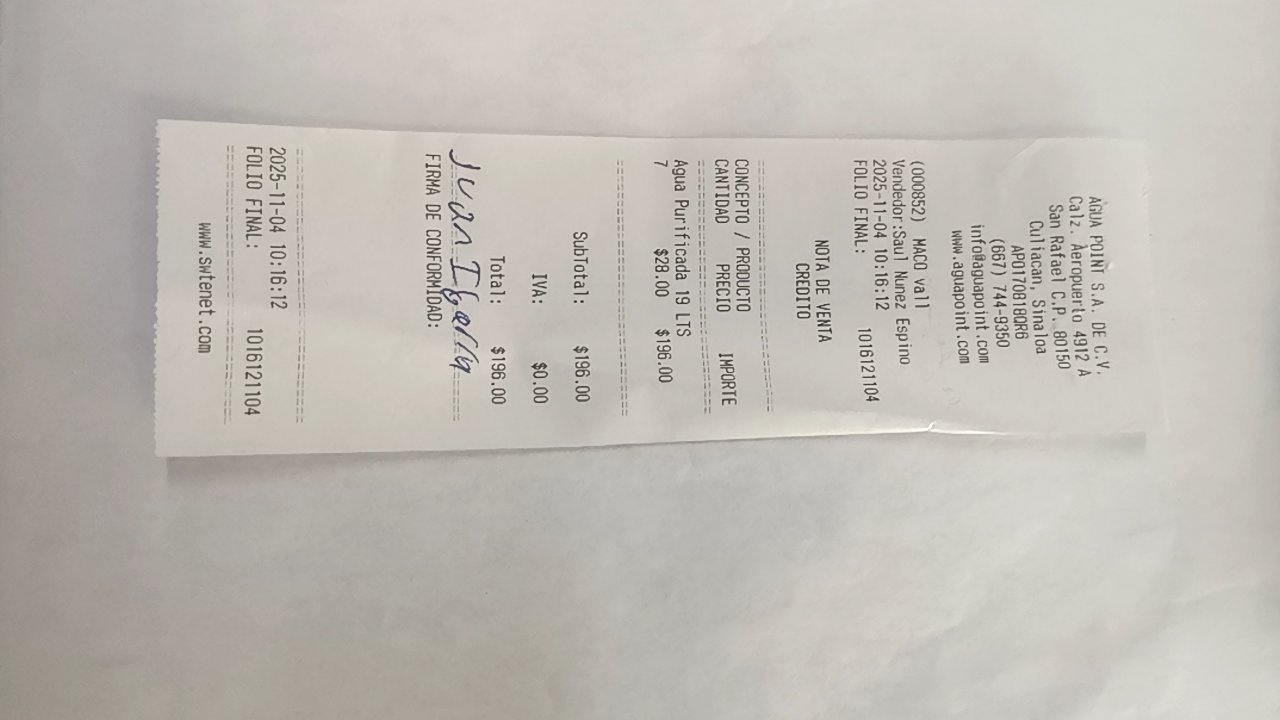 AGUA POINT S.A. DE C.V.
Calz. Aeropuerto 4912 A
San Rafael C.P. 80150
Culiacan, Sinaloa
APO170818QR6
(667) 744-9350
info@aguapoint.com
www.aguapoint.com
(000852) MACO vall
Vendedor:Saul Nunez Espino
2025-11-04 10:16:12
FOLIO FINAL: 1016121104
NOTA DE VENTA
CREDITO
CONCEPTO / PRODUCTO
CANTIDAD PRECIO IMPORTE
Agua Purificada 19 LTS
7 $28.00 $196.00
SubTotal: $196.00
IVA: $0.00
Total: $196.00
Juan Ibarra
FIRMA DE CONFORMIDAD:
2025-11-04 10:16:12
FOLIO FINAL: 1016121104
www.swtenet.com